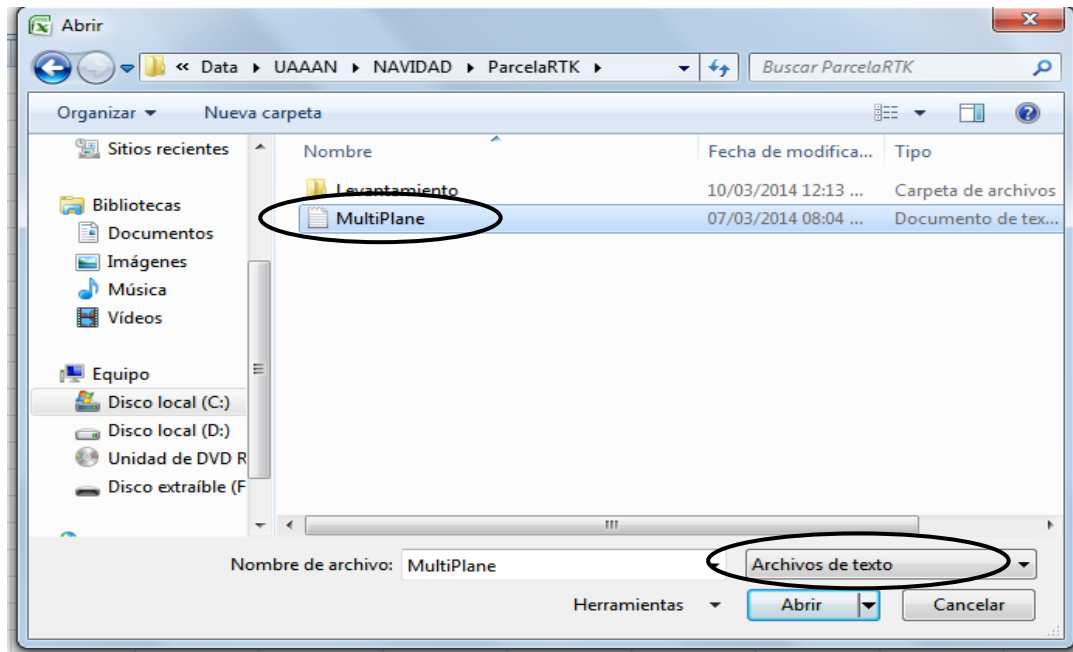 Abrir
« Data ▸ UAAAN ▸ NAVIDAD ▸ ParcelaRTK ▸ Buscar ParcelaRTK
Organizar Nueva carpeta
Sitios recientes
Nombre Fecha de modifica... Tipo
Levantamiento 10/03/2014 12:13 ... Carpeta de archivos
Bibliotecas
MultiPlane 07/03/2014 08:04 ... Documento de tex...
Documentos
Imágenes
Música
Vídeos
Equipo
Disco local (C:)
Disco local (D:)
Unidad de DVD R
Disco extraíble (F
Nombre de archivo: MultiPlane Archivos de texto
Herramientas Abrir Cancelar